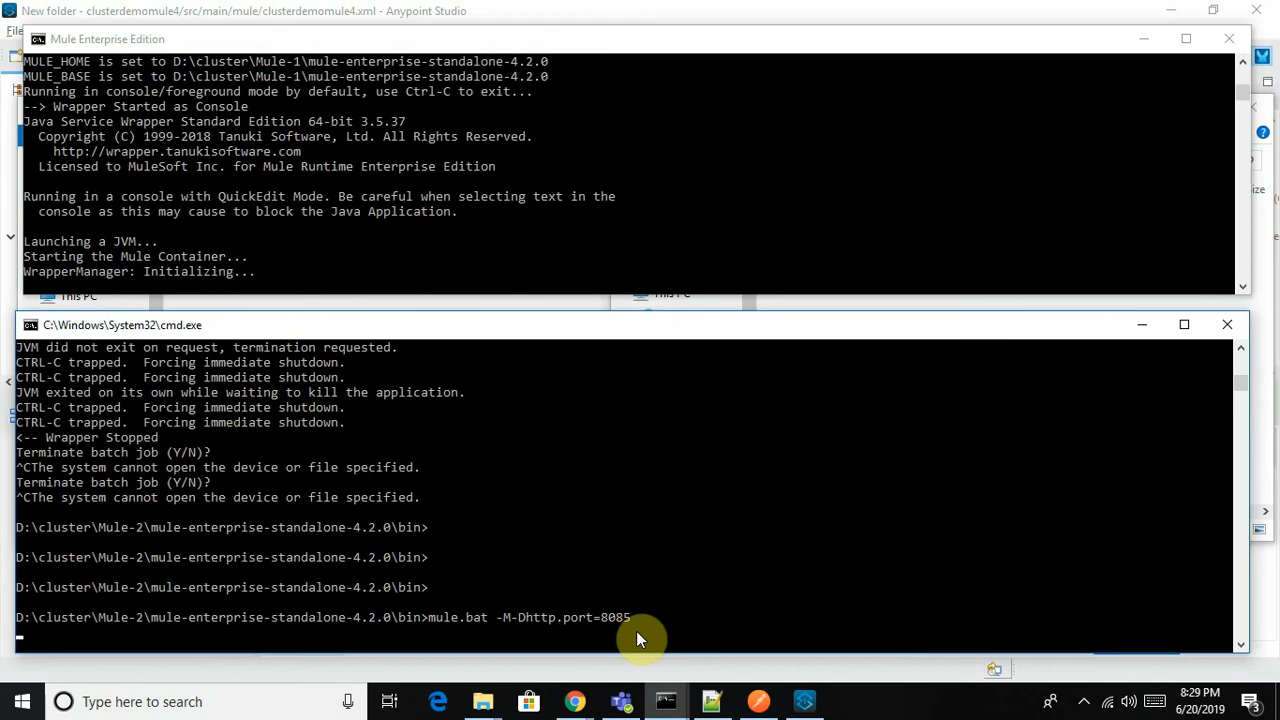 New folder - clusterdemomule4/src/main/mule/clusterdemomule4.xml - Anypoint Studio
Mule Enterprise Edition
MULE_HOME is set to D:\cluster\Mule-1\mule-enterprise-standalone-4.2.0
MULE_BASE is set to D:\cluster\Mule-1\mule-enterprise-standalone-4.2.0
Running in console/foreground mode by default, use Ctrl-C to exit...
--> Wrapper Started as Console
Java Service Wrapper Standard Edition 64-bit 3.5.37
Copyright (C) 1999-2018 Tanuki Software, Ltd. All Rights Reserved.
http://wrapper.tanukisoftware.com
Licensed to MuleSoft Inc. for Mule Runtime Enterprise Edition
Running in a console with QuickEdit Mode. Be careful when selecting text in the
console as this may cause to block the Java Application.
Launching a JVM...
Starting the Mule Container...
WrapperManager: Initializing...
This PC
C:\Windows\System32\cmd.exe
JVM did not exit on request, termination requested.
CTRL-C trapped. Forcing immediate shutdown.
CTRL-C trapped. Forcing immediate shutdown.
JVM exited on its own while waiting to kill the application.
CTRL-C trapped. Forcing immediate shutdown.
CTRL-C trapped. Forcing immediate shutdown.
<-- Wrapper Stopped
Terminate batch job (Y/N)?
^CThe system cannot open the device or file specified.
Terminate batch job (Y/N)?
^CThe system cannot open the device or file specified.
D:\cluster\Mule-2\mule-enterprise-standalone-4.2.0\bin>
D:\cluster\Mule-2\mule-enterprise-standalone-4.2.0\bin>
D:\cluster\Mule-2\mule-enterprise-standalone-4.2.0\bin>
D:\cluster\Mule-2\mule-enterprise-standalone-4.2.0\bin>mule.bat -M-Dhttp.port=8085
Type here to search
8:29 PM
6/20/2019
3